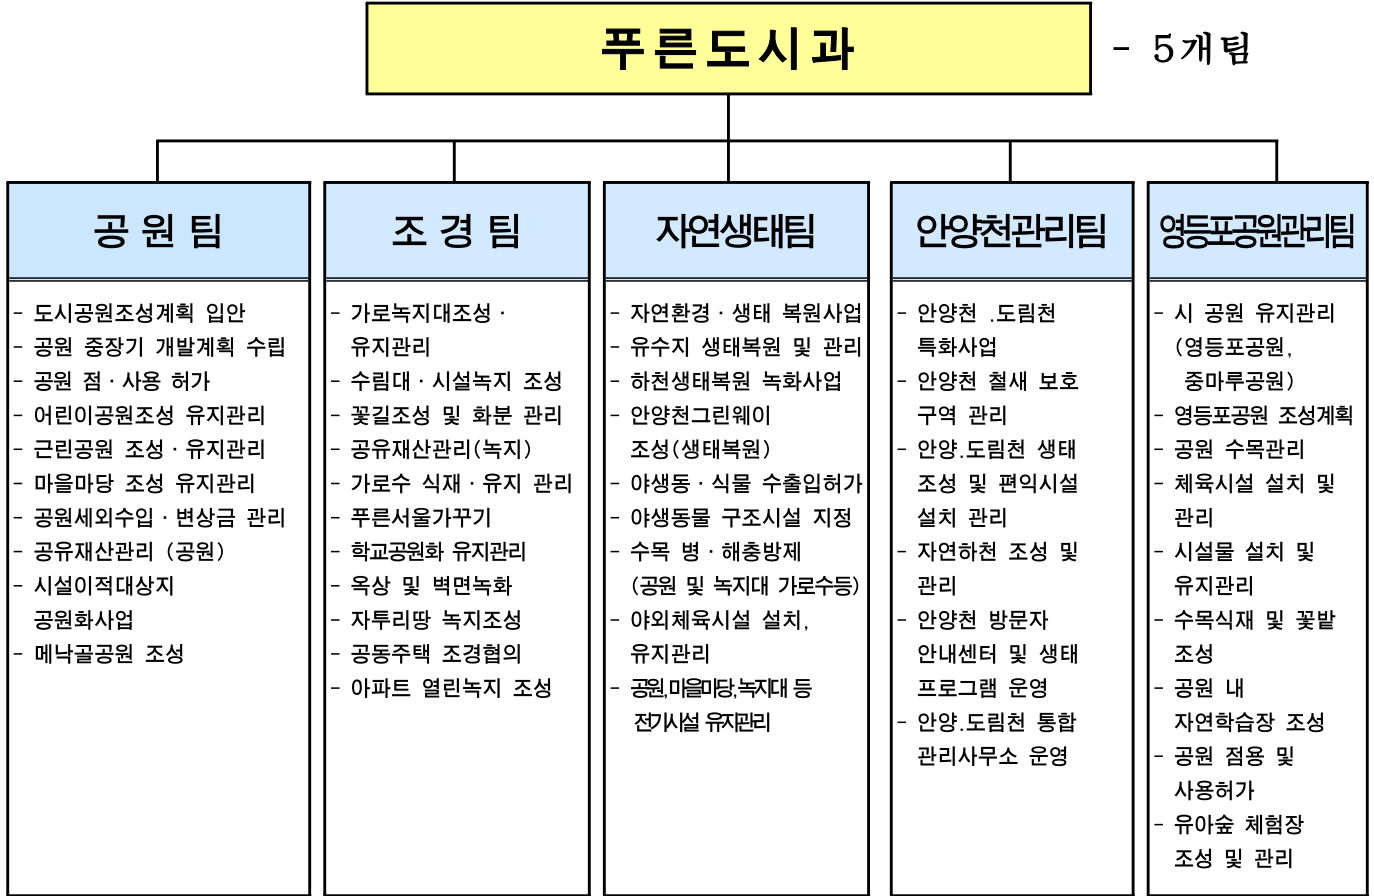 푸른도시과
- 5개팀
공원팀
- 도시공원조성계획 입안
- 공원 중장기 개발계획 수립
- 공원 점·사용 허가
- 어린이공원조성 유지관리
- 근린공원 조성·유지관리
- 마을마당 조성 유지관리
- 공원세외수입·변상금 관리
- 공유재산관리 (공원)
- 시설이적대상지
공원화사업
- 메낙골공원 조성
조경팀
- 가로녹지대조성·
유지관리
- 수림대·시설녹지 조성
- 꽃길조성 및 화분 관리
- 공유재산관리(녹지)
- 가로수 식재·유지 관리
- 푸른서울가꾸기
- 학교공원화 유지관리
- 옥상 및 벽면녹화
- 자투리땅 녹지조성
- 공동주택 조경협의
- 아파트 열린녹지 조성
자연생태팀
- 자연환경·생태 복원사업
- 유수지 생태복원 및 관리
- 하천생태복원 녹화사업
- 안양천그린웨이
조성(생태복원)
- 야생동·식물 수출입허가
- 야생동물 구조시설 지정
- 수목 병·해충방제
(공원 및 녹지대 가로수등)
- 야외체육시설 설치,
유지관리
- 공원,마을마당,녹지대 등
전기시설 유지관리
안양천관리팀
- 안양천 .도림천
특화사업
- 안양천 철새 보호
구역 관리
- 안양.도림천 생태
조성 및 편익시설
설치 관리
- 자연하천 조성 및
관리
- 안양천 방문자
안내센터 및 생태
프로그램 운영
- 안양.도림천 통합
관리사무소 운영
영등포공원관리팀
- 시 공원 유지관리
(영등포공원,
중마루공원)
- 영등포공원 조성계획
- 공원 수목관리
- 체육시설 설치 및
관리
- 시설물 설치 및
유지관리
- 수목식재 및 꽃밭
조성
- 공원 내
자연학습장 조성
- 공원 점용 및
사용허가
- 유아숲 체험장
조성 및 관리